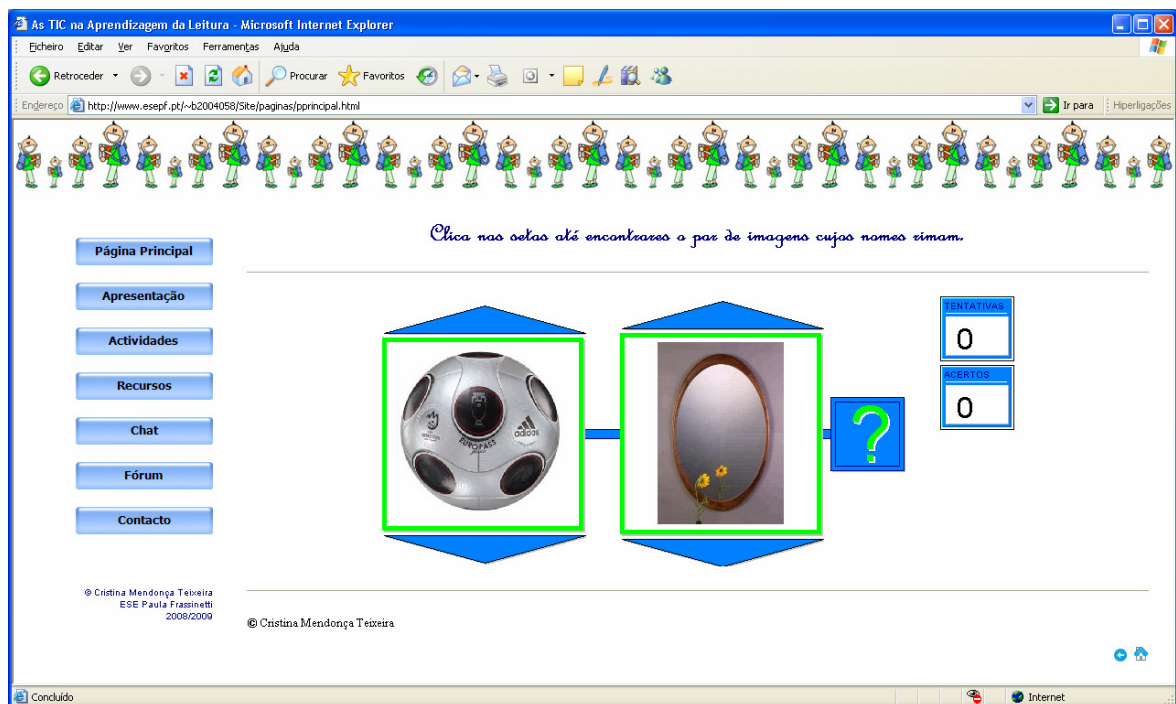 As TIC na Aprendizagem da Leitura - Microsoft Internet Explorer
Ficheiro Editar Ver Favoritos Ferramentas Ajuda
Retroceder Procurar Favoritos
Endereço http://www.esepf.pt/~b2004058/Site/paginas/pprincipal.html Ir para Hiperligações
Clica nas setas até encontrares o par de imagens cujos nomes rimam.
Página Principal
Apresentação
Actividades
Recursos
Chat
Fórum
Contacto
TENTATIVAS
0
ACERTOS
0
?
EUROPASS
adidas
© Cristina Mendonça Teixeira
ESE Paula Frassinetti
2008/2009
© Cristina Mendonça Teixeira
Concluído Internet